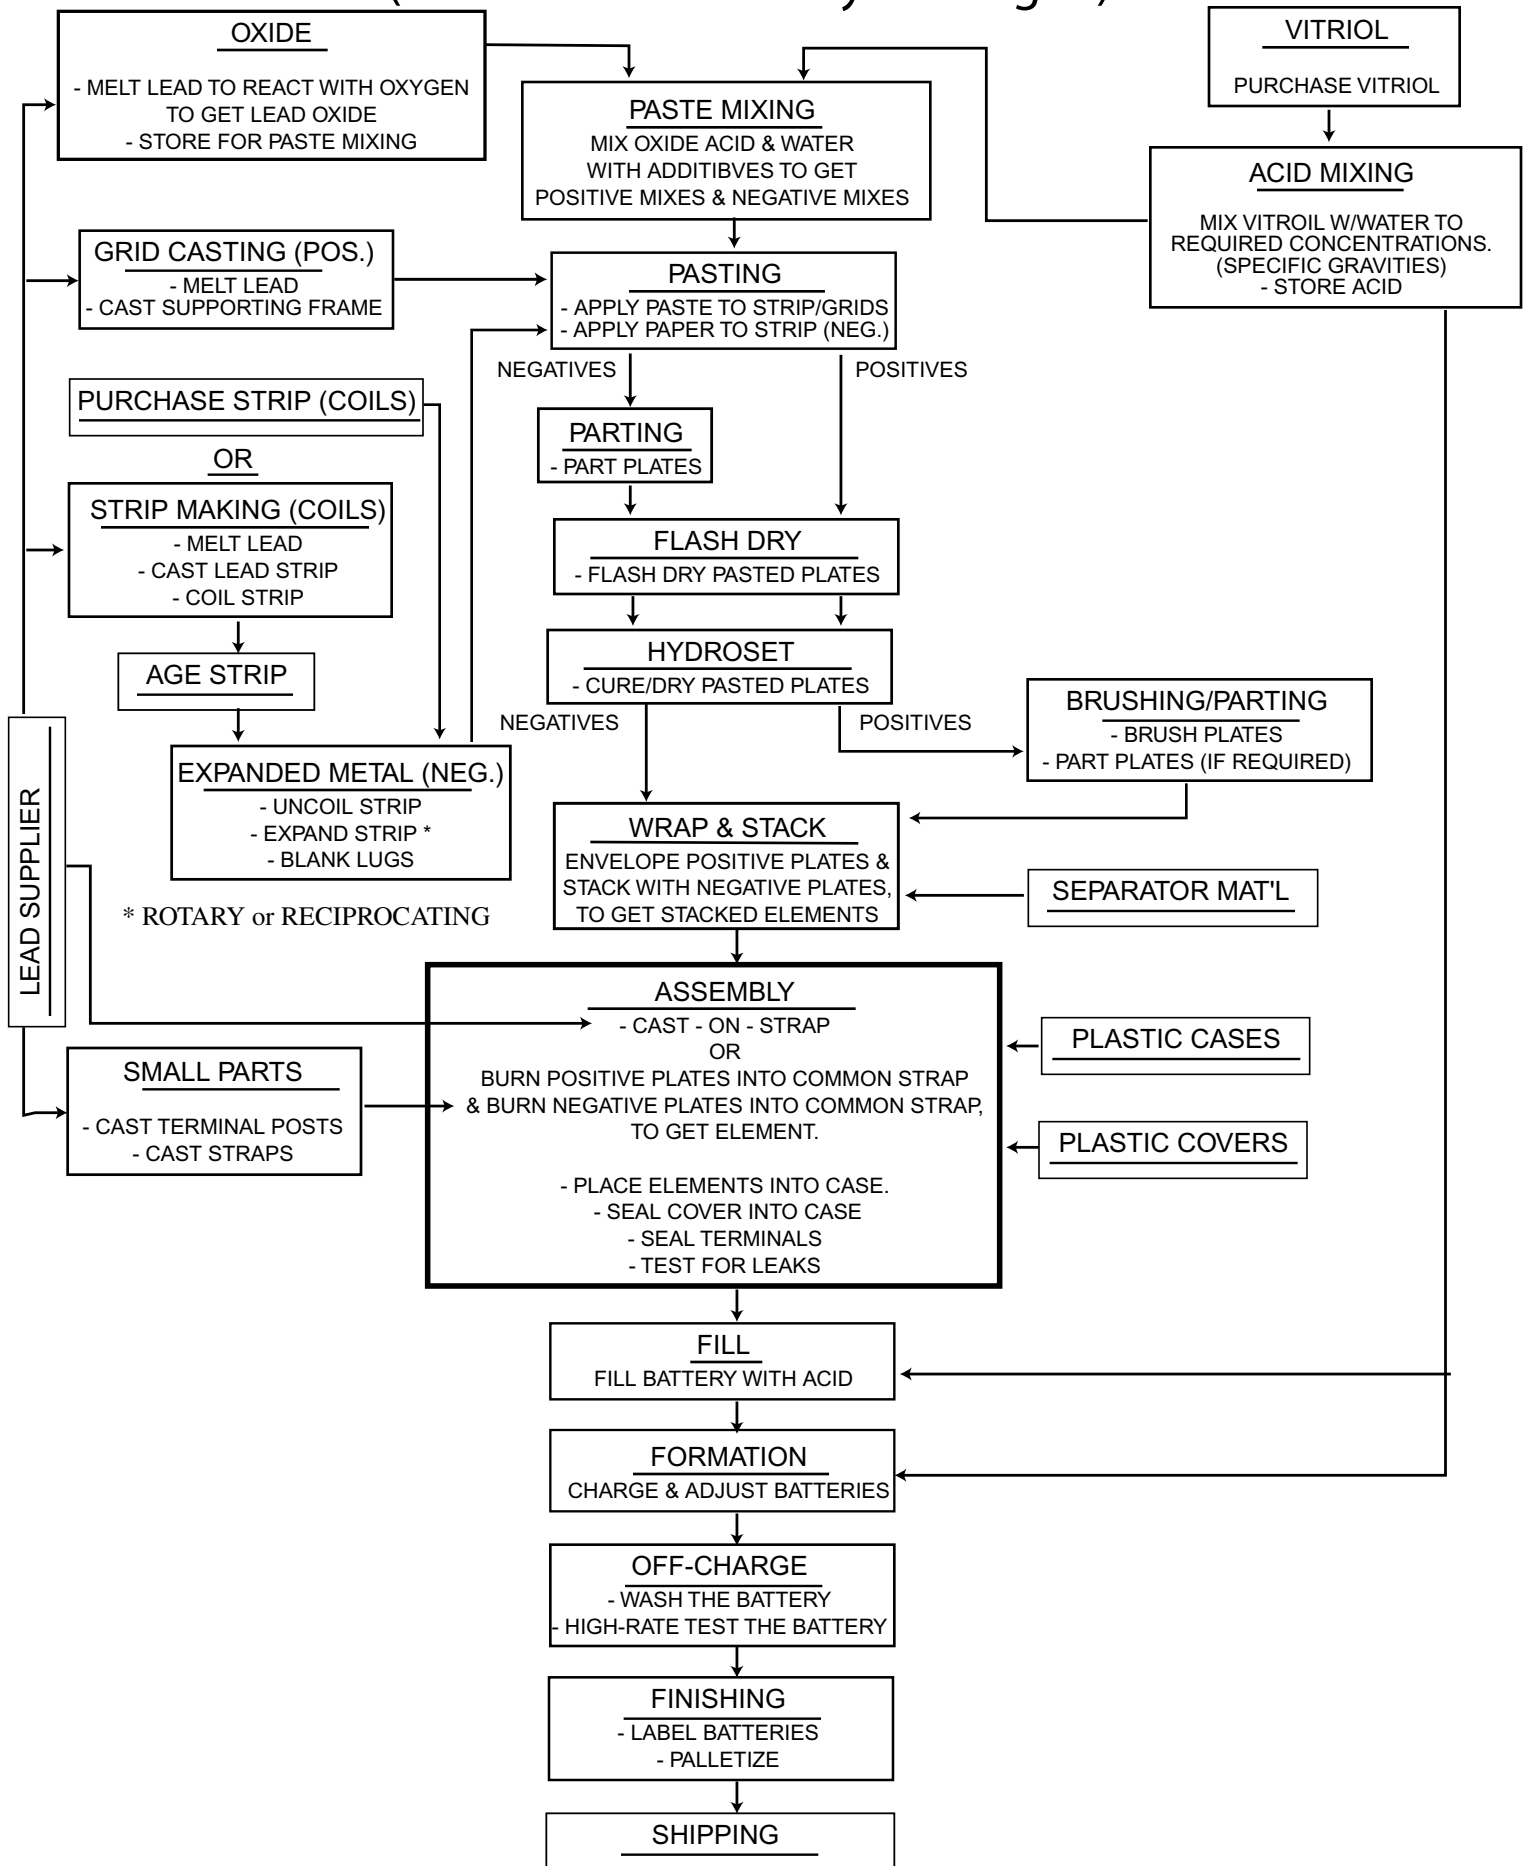 OXIDE
- MELT LEAD TO REACT WITH OXYGEN
TO GET LEAD OXIDE
- STORE FOR PASTE MIXING
VITRIOL
PURCHASE VITRIOL
PASTE MIXING
MIX OXIDE ACID & WATER
WITH ADDITIBVES TO GET
POSITIVE MIXES & NEGATIVE MIXES
ACID MIXING
MIX VITROIL W/WATER TO
REQUIRED CONCENTRATIONS.
(SPECIFIC GRAVITIES)
- STORE ACID
GRID CASTING (POS.)
- MELT LEAD
- CAST SUPPORTING FRAME
PASTING
- APPLY PASTE TO STRIP/GRIDS
- APPLY PAPER TO STRIP (NEG.)
NEGATIVES
POSITIVES
PURCHASE STRIP (COILS)
OR
STRIP MAKING (COILS)
- MELT LEAD
- CAST LEAD STRIP
- COIL STRIP
PARTING
- PART PLATES
FLASH DRY
- FLASH DRY PASTED PLATES
HYDROSET
- CURE/DRY PASTED PLATES
NEGATIVES
POSITIVES
AGE STRIP
BRUSHING/PARTING
- BRUSH PLATES
- PART PLATES (IF REQUIRED)
EXPANDED METAL (NEG.)
- UNCOIL STRIP
- EXPAND STRIP *
- BLANK LUGS
* ROTARY or RECIPROCATING
LEAD SUPPLIER
WRAP & STACK
ENVELOPE POSITIVE PLATES &
STACK WITH NEGATIVE PLATES,
TO GET STACKED ELEMENTS
SEPARATOR MAT'L
ASSEMBLY
- CAST - ON - STRAP
OR
BURN POSITIVE PLATES INTO COMMON STRAP
& BURN NEGATIVE PLATES INTO COMMON STRAP,
TO GET ELEMENT.
- PLACE ELEMENTS INTO CASE.
- SEAL COVER INTO CASE
- SEAL TERMINALS
- TEST FOR LEAKS
PLASTIC CASES
PLASTIC COVERS
SMALL PARTS
- CAST TERMINAL POSTS
- CAST STRAPS
FILL
FILL BATTERY WITH ACID
FORMATION
CHARGE & ADJUST BATTERIES
OFF-CHARGE
- WASH THE BATTERY
- HIGH-RATE TEST THE BATTERY
FINISHING
- LABEL BATTERIES
- PALLETIZE
SHIPPING